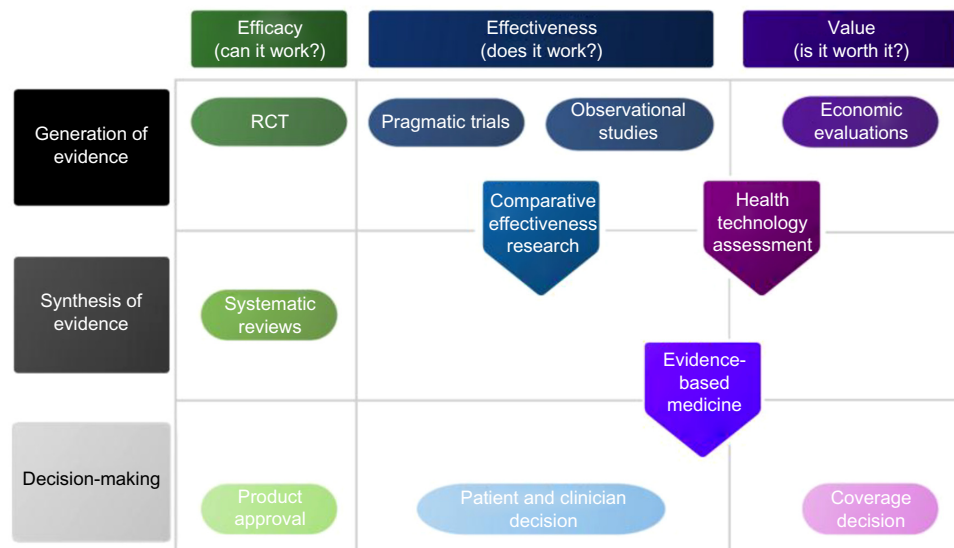 Efficacy
(can it work?)
Effectiveness
(does it work?)
Value
(is it worth it?)
Generation of
evidence
RCT
Pragmatic trials
Observational
studies
Economic
evaluations
Comparative
effectiveness
research
Health
technology
assessment
Synthesis of
evidence
Systematic
reviews
Evidence-
based
medicine
Decision-making
Product
approval
Patient and clinician
decision
Coverage
decision